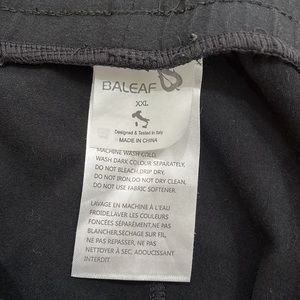 BALEAF
XXL
Designed & Tested in Italy
MADE IN CHINA
MACHINE WASH COLD,
WASH DARK COLOUR SEPARATELY,
DO NOT BLEACH,DRIP DRY.
DO NOT IRON,DO NOT DRY CLEAN,
DO NOT USE FABRIC SOFTENER.
LAVAGE EN MACHINE À L'EAU
FROIDE,LAVER LES COULEURS
FONCÉES SÉPARÉMENT,NE PAS
BLANCHIR,SÉCHAGE SUR FIL,
NE PAS REPASSER, NE PAS
NETTOYER À SEC, ADOUCISSANT
INTERDIT